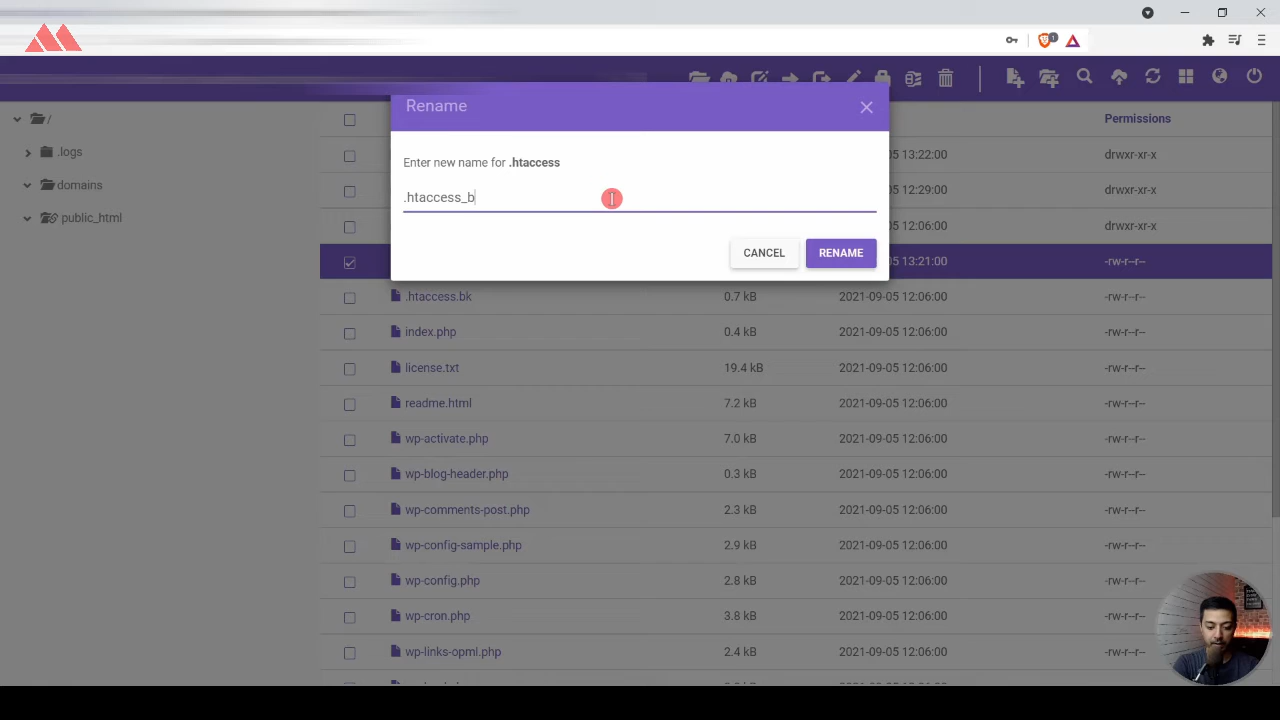 1
Rename
Enter new name for .htaccess
.htaccess_b
CANCEL
RENAME
/
.logs
domains
public_html
Permissions
13:22:00 drwxr-xr-x
12:29:00 drwxr-xr-x
12:06:00 drwxr-xr-x
-05 13:21:00 -rw-r--r--
.htaccess.bk 0.7 kB 2021-09-05 12:06:00 -rw-r--r--
index.php 0.4 kB 2021-09-05 12:06:00 -rw-r--r--
license.txt 19.4 kB 2021-09-05 12:06:00 -rw-r--r--
readme.html 7.2 kB 2021-09-05 12:06:00 -rw-r--r--
wp-activate.php 7.0 kB 2021-09-05 12:06:00 -rw-r--r--
wp-blog-header.php 0.3 kB 2021-09-05 12:06:00 -rw-r--r--
wp-comments-post.php 2.3 kB 2021-09-05 12:06:00 -rw-r--r--
wp-config-sample.php 2.9 kB 2021-09-05 12:06:00 -rw-r--r--
wp-config.php 2.8 kB 2021-09-05 12:06:00 -rw-r--r--
wp-cron.php 3.8 kB 2021-09-05 12:06:00
wp-links-opml.php 2.4 kB 2021-09-05 12:06:00